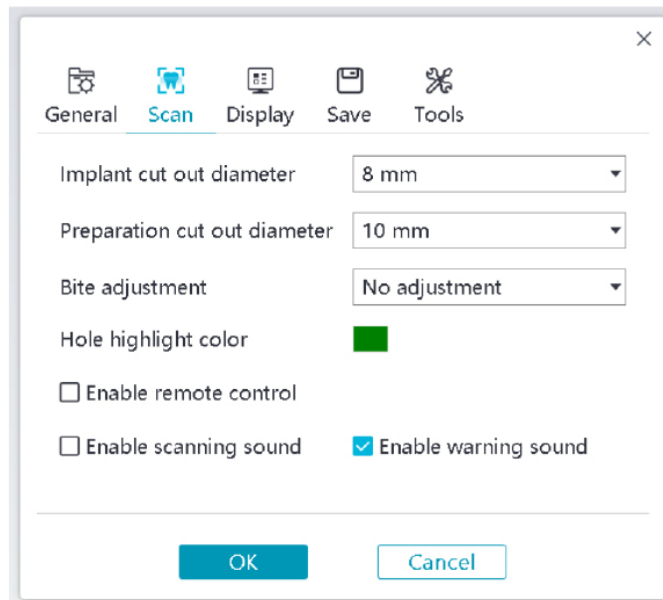 General Scan Display Save Tools
Implant cut out diameter 8 mm
Preparation cut out diameter 10 mm
Bite adjustment No adjustment
Hole highlight color
Enable remote control
Enable scanning sound Enable warning sound
OK Cancel